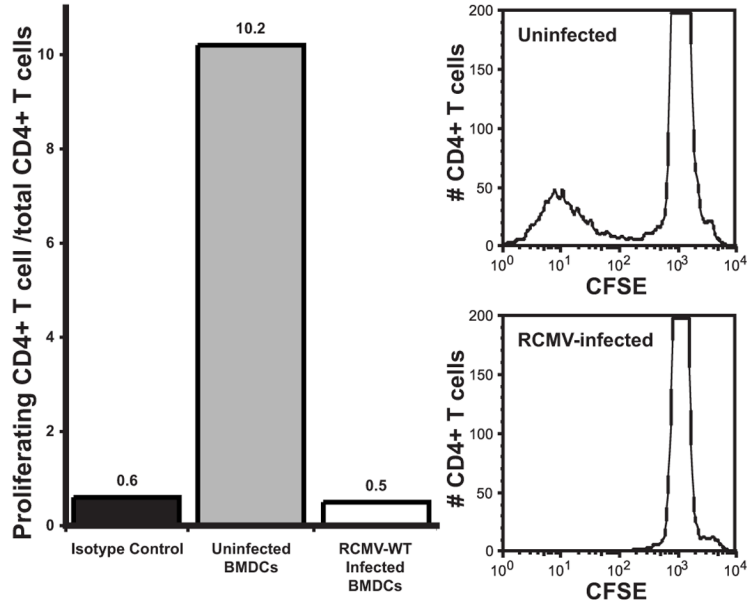 Proliferating CD4+ T cell /total CD4+ T cells
10
8
6
4
2
0
0.6
10.2
0.5
Isotype Control
Uninfected
BMDCs
RCMV-WT
Infected
BMDCs
Uninfected
# CD4+ T cells
200
150
100
50
0
10^0 10^1 10^2 10^3 10^4
CFSE
RCMV-infected
# CD4+ T cells
200
150
100
50
0
10^0 10^1 10^2 10^3 10^4
CFSE